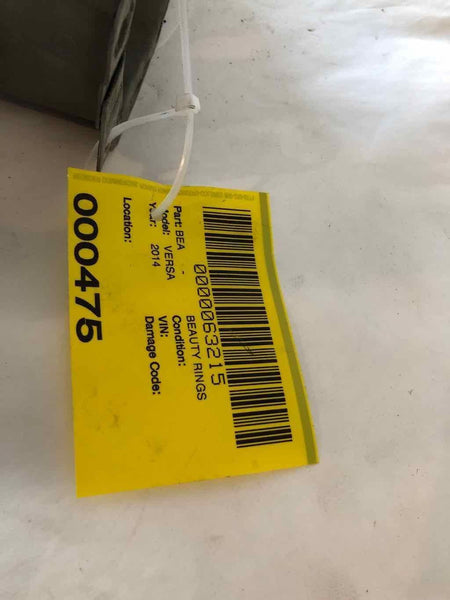 0000063215
Part: BEA - BEAUTY RINGS
Model: VERSA Condition:
Year: 2014 VIN:
Location: Damage Code:
000475